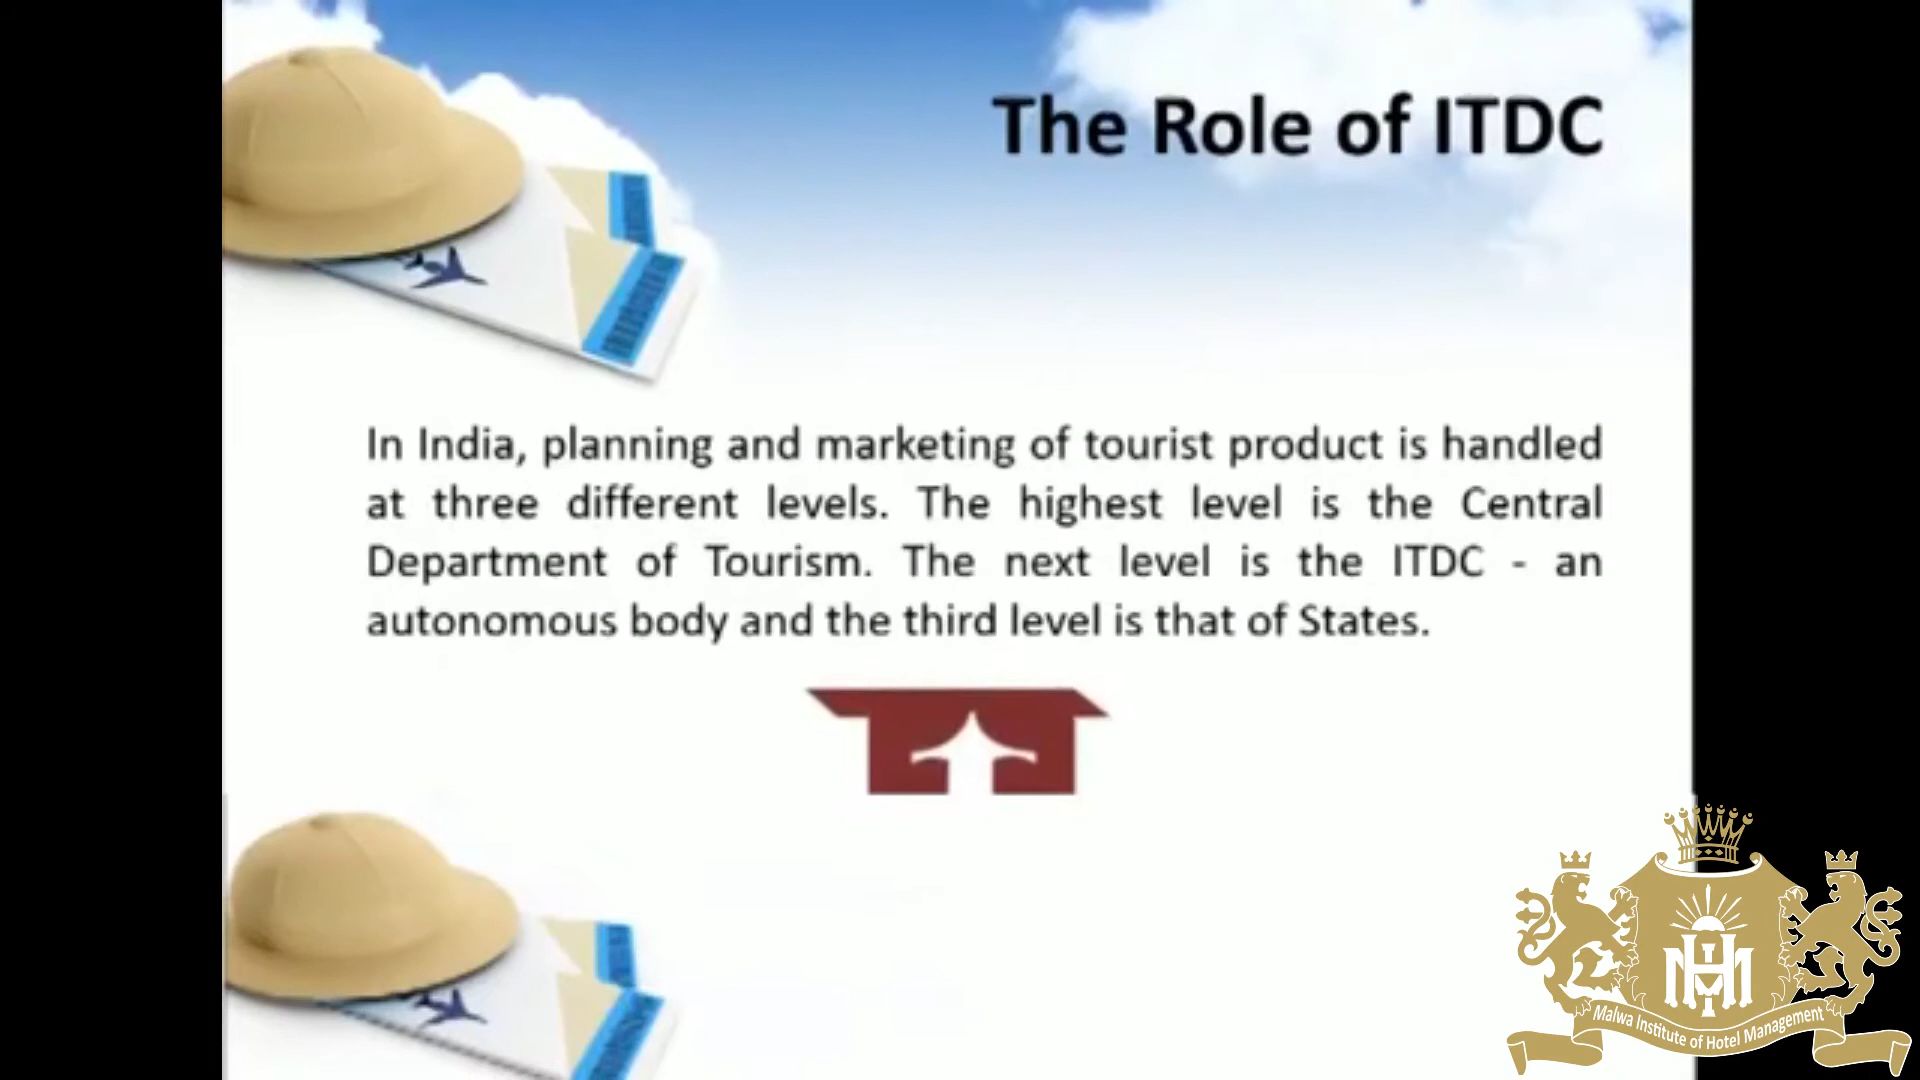 The Role of ITDC
In India, planning and marketing of tourist product is handled
at three different levels. The highest level is the Central
Department of Tourism. The next level is the ITDC - an
autonomous body and the third level is that of States.
Malwa Institute of Hotel Management